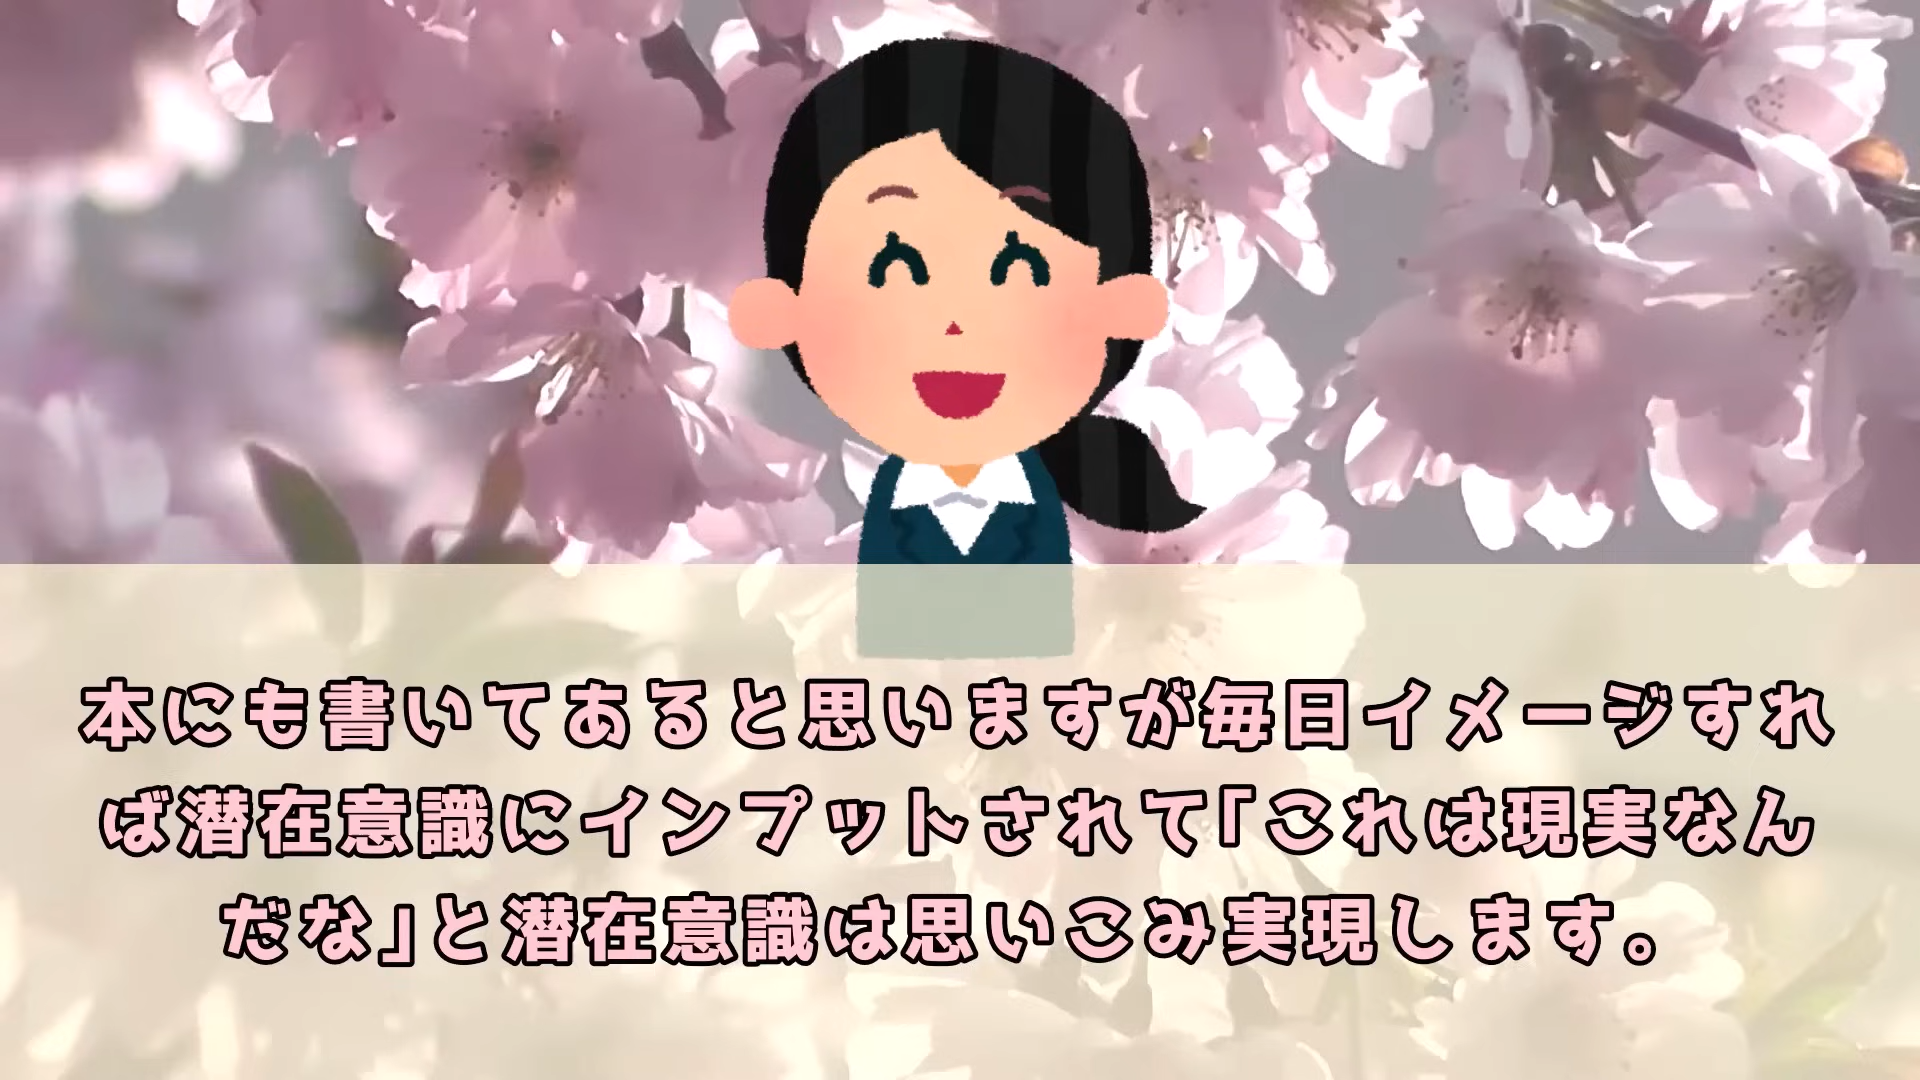 本にも書いてあると思いますが毎日イメージすれ
ば潜在意識にインプットされて｢これは現実なん
だな｣と潜在意識は思いこみ実現します。